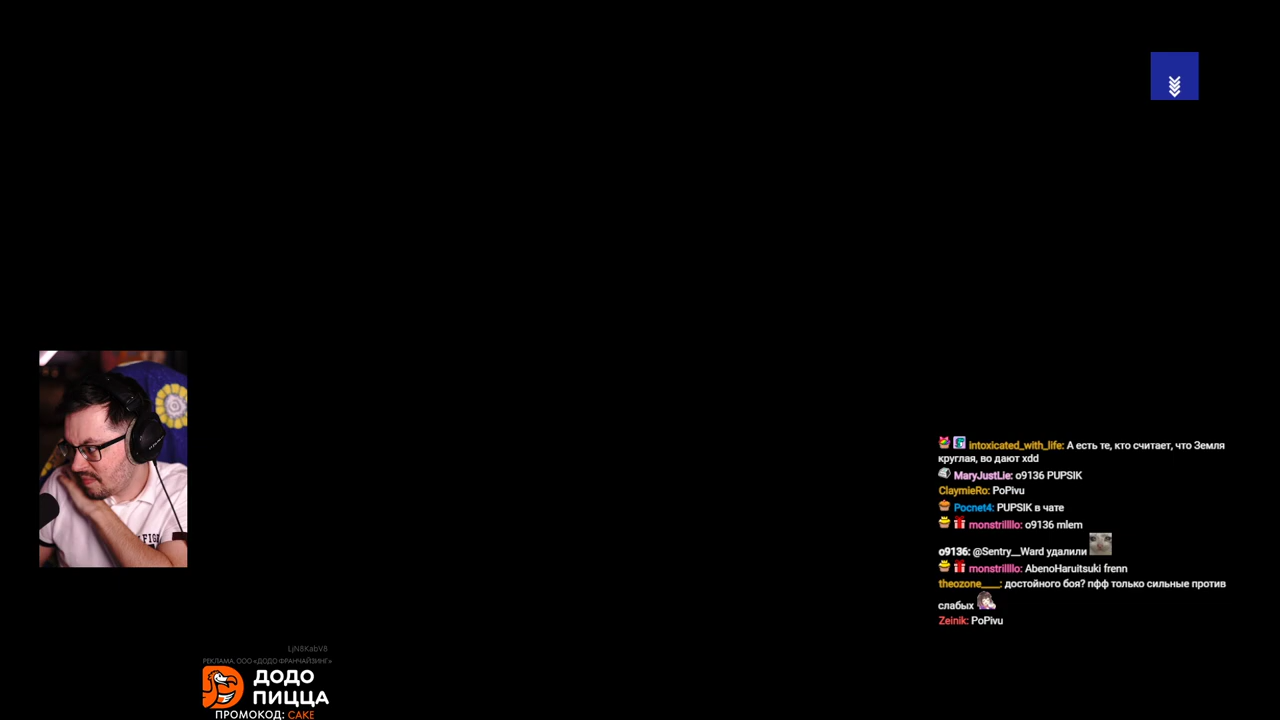 intoxicated_with_life: А есть те, кто считает, что Земля
круглая, во дают xdd
MaryJustLie: o9136 PUPSIK
ClaymieRo: PoPivu
Pocnet4: PUPSIK в чате
monstrillllo: o9136 mlem
o9136: @Sentry__Ward удалили
monstrillllo: AbenoHaruitsuki frenn
theozone____: достойного боя? пфф только сильные против
слабых
Zeinik: PoPivu
LjN8KabV8
РЕКЛАМА. ООО «ДОДО ФРАНЧАЙЗИНГ»
ДОДО
ПИЦЦА
ПРОМОКОД: CAKE